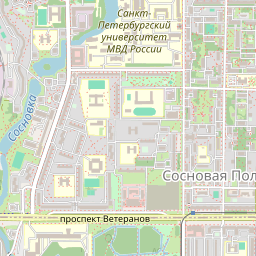 Санкт-
Петербургский
университет
МВД России
Сосновка
Сосновая Пол
проспект Ветеранов